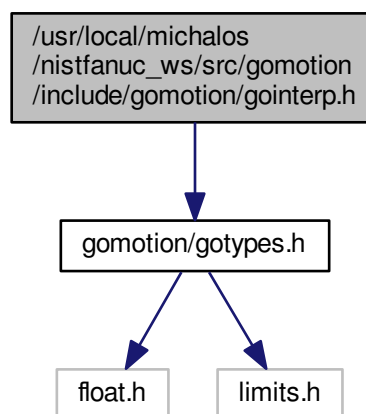 /usr/local/michalos
/nistfanuc_ws/src/gomotion
/include/gomotion/gointerp.h
gomotion/gotypes.h
float.h
limits.h